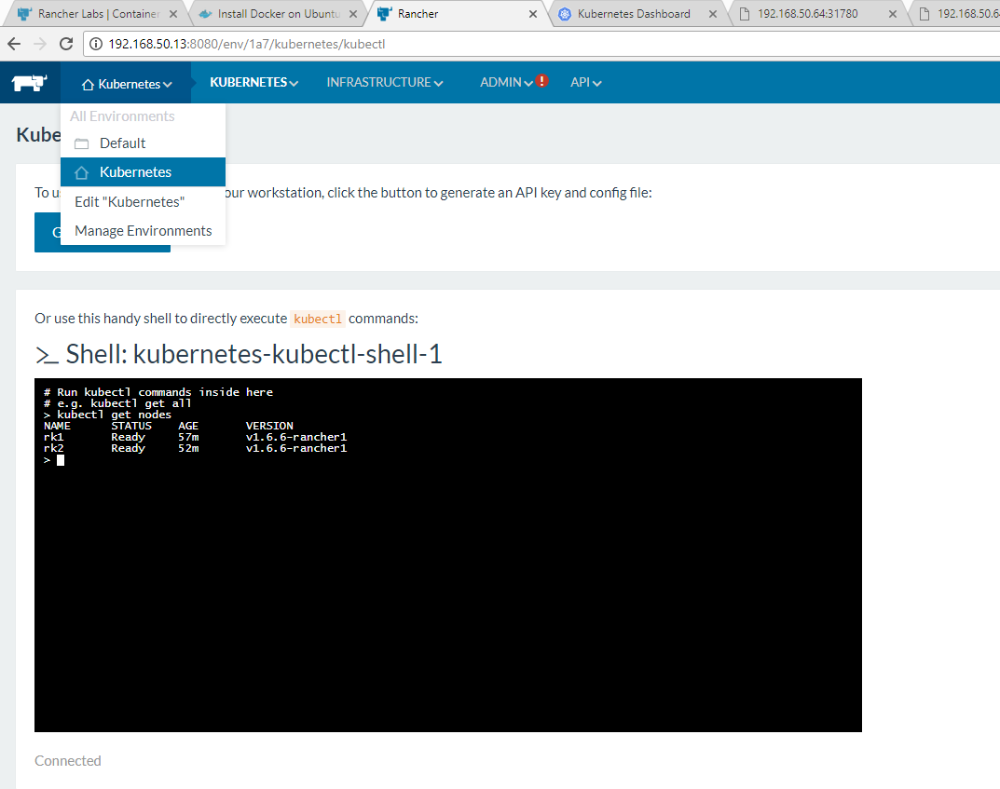 Rancher Labs | Container
Install Docker on Ubuntu
Rancher
Kubernetes Dashboard
192.168.50.64:31780
192.168.50.6
192.168.50.13:8080/env/1a7/kubernetes/kubectl
Kubernetes
KUBERNETES
INFRASTRUCTURE
ADMIN
!
API
Kube
All Environments
Default
Kubernetes
Edit "Kubernetes"
Manage Environments
To u our workstation, click the button to generate an API key and config file:
G
Or use this handy shell to directly execute kubectl commands:
>_ Shell: kubernetes-kubectl-shell-1
# Run kubectl commands inside here
# e.g. kubectl get all
> kubectl get nodes
NAME STATUS AGE VERSION
rk1 Ready 57m v1.6.6-rancher1
rk2 Ready 52m v1.6.6-rancher1
>
Connected